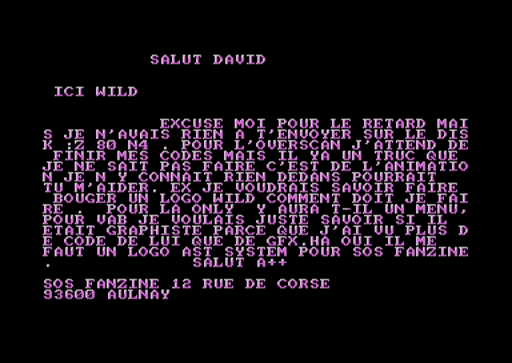 SALUT DAVID
ICI WILD
EXCUSE MOI POUR LE RETARD MAI
S JE N'AVAIS RIEN A T'ENVOYER SUR LE DIS
K :Z 80 N4 . POUR L'OVERSCAN J'ATTEND DE
FINIR MES CODES MAIS IL YA UN TRUC QUE
JE NE SAIT PAS FAIRE C'EST DE L'ANIMATIO
N JE N Y CONNAIT RIEN DEDANS POURRAIT
TU M'AIDER. EX JE VOUDRAIS SAVOIR FAIRE
BOUGER UN LOGO WILD COMMENT DOIT JE FAI
RE POUR LA ONLY Y AURA T-IL UN MENU,
POUR VAB JE VOULAIS JUSTE SAVOIR SI IL
ETAIT GRAPHISTE PARCE QUE J'AI VU PLUS D
E CODE DE LUI QUE DE GFX.HA OUI IL ME
FAUT UN LOGO AST SYSTEM POUR SOS FANZINE
. SALUT A++
SOS FANZINE 12 RUE DE CORSE
93600 AULNAY